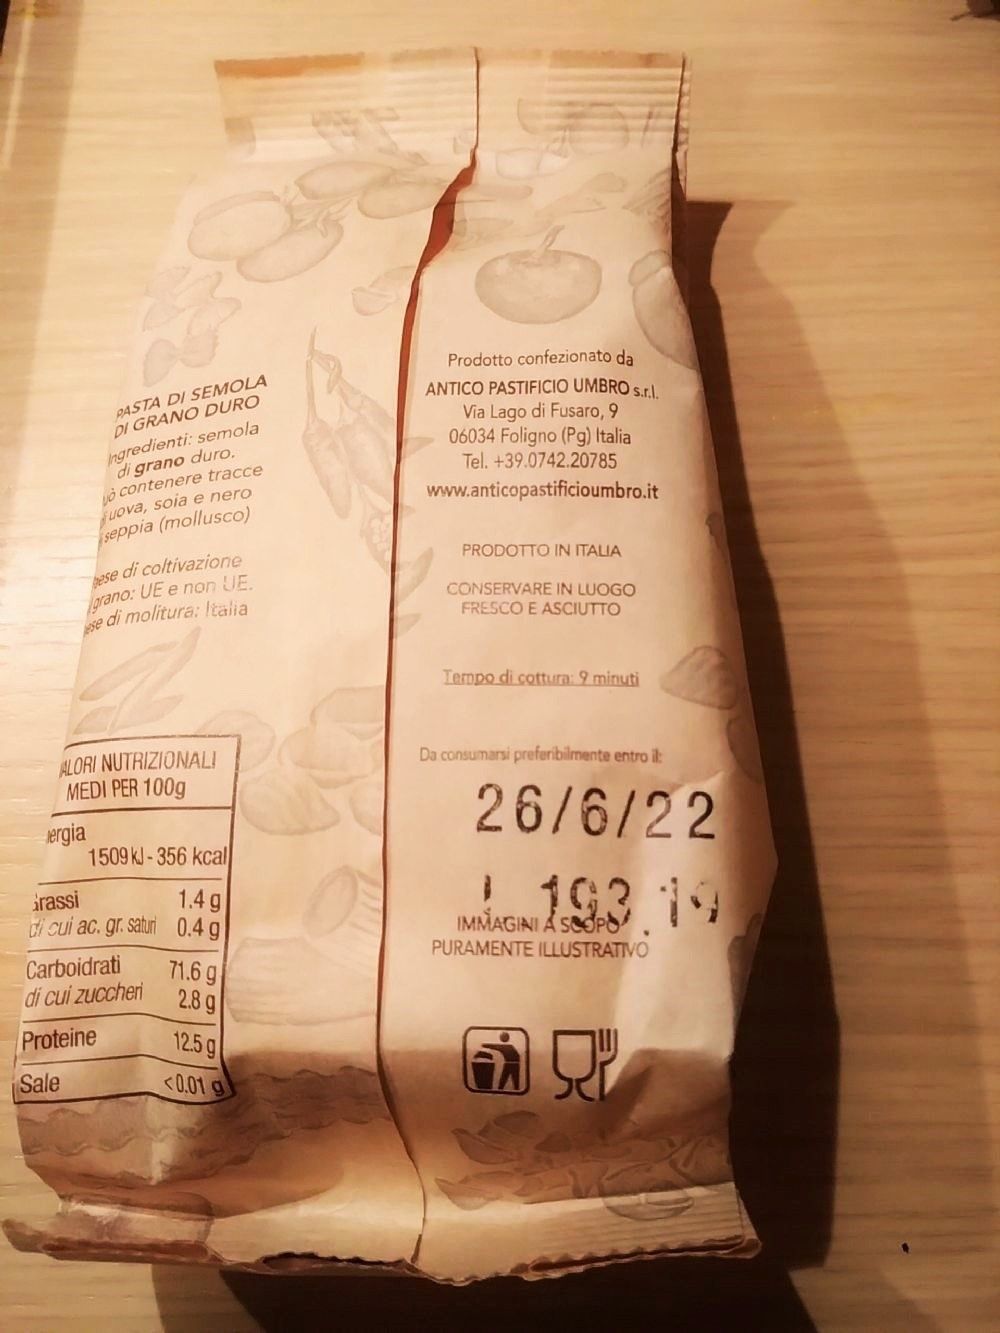 PASTA DI SEMOLA
DI GRANO DURO
Ingredienti: semola
di grano duro.
uò contenere tracce
uova, soia e nero
seppia (mollusco)
ese di coltivazione
grano: UE e non UE.
ese di molitura: Italia
VALORI NUTRIZIONALI
MEDI PER 100g
nergia
1509 kJ - 356 kcal
Grassi 1.4 g
di cui ac. gr. saturi 0.4 g
Carboidrati 71.6 g
di cui zuccheri 2.8 g
Proteine 12.5 g
Sale <0.01 g
Prodotto confezionato da
ANTICO PASTIFICIO UMBRO s.r.l.
Via Lago di Fusaro, 9
06034 Foligno (Pg) Italia
Tel. +39.0742.20785
www.anticopastificioumbro.it
PRODOTTO IN ITALIA
CONSERVARE IN LUOGO
FRESCO E ASCIUTTO
Tempo di cottura: 9 minuti
Da consumarsi preferibilmente entro il:
26/6/22
L 193.19
IMMAGINI A SCOPO
PURAMENTE ILLUSTRATIVO